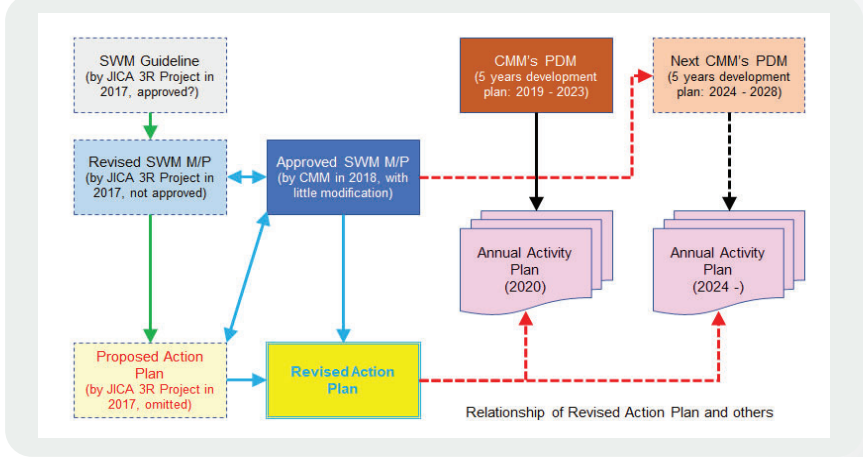 SWM Guideline
(by JICA 3R Project in
2017, approved?)
CMM's PDM
(5 years development
plan: 2019 - 2023)
Next CMM's PDM
(5 years development
plan: 2024 - 2028)
Revised SWM M/P
(by JICA 3R Project in
2017, not approved)
Approved SWM M/P
(by CMM in 2018, with
little modification)
Annual Activity
Plan
(2020)
Annual Activity
Plan
(2024 -)
Proposed Action
Plan
(by JICA 3R Project in
2017, omitted)
Revised Action
Plan
Relationship of Revised Action Plan and others